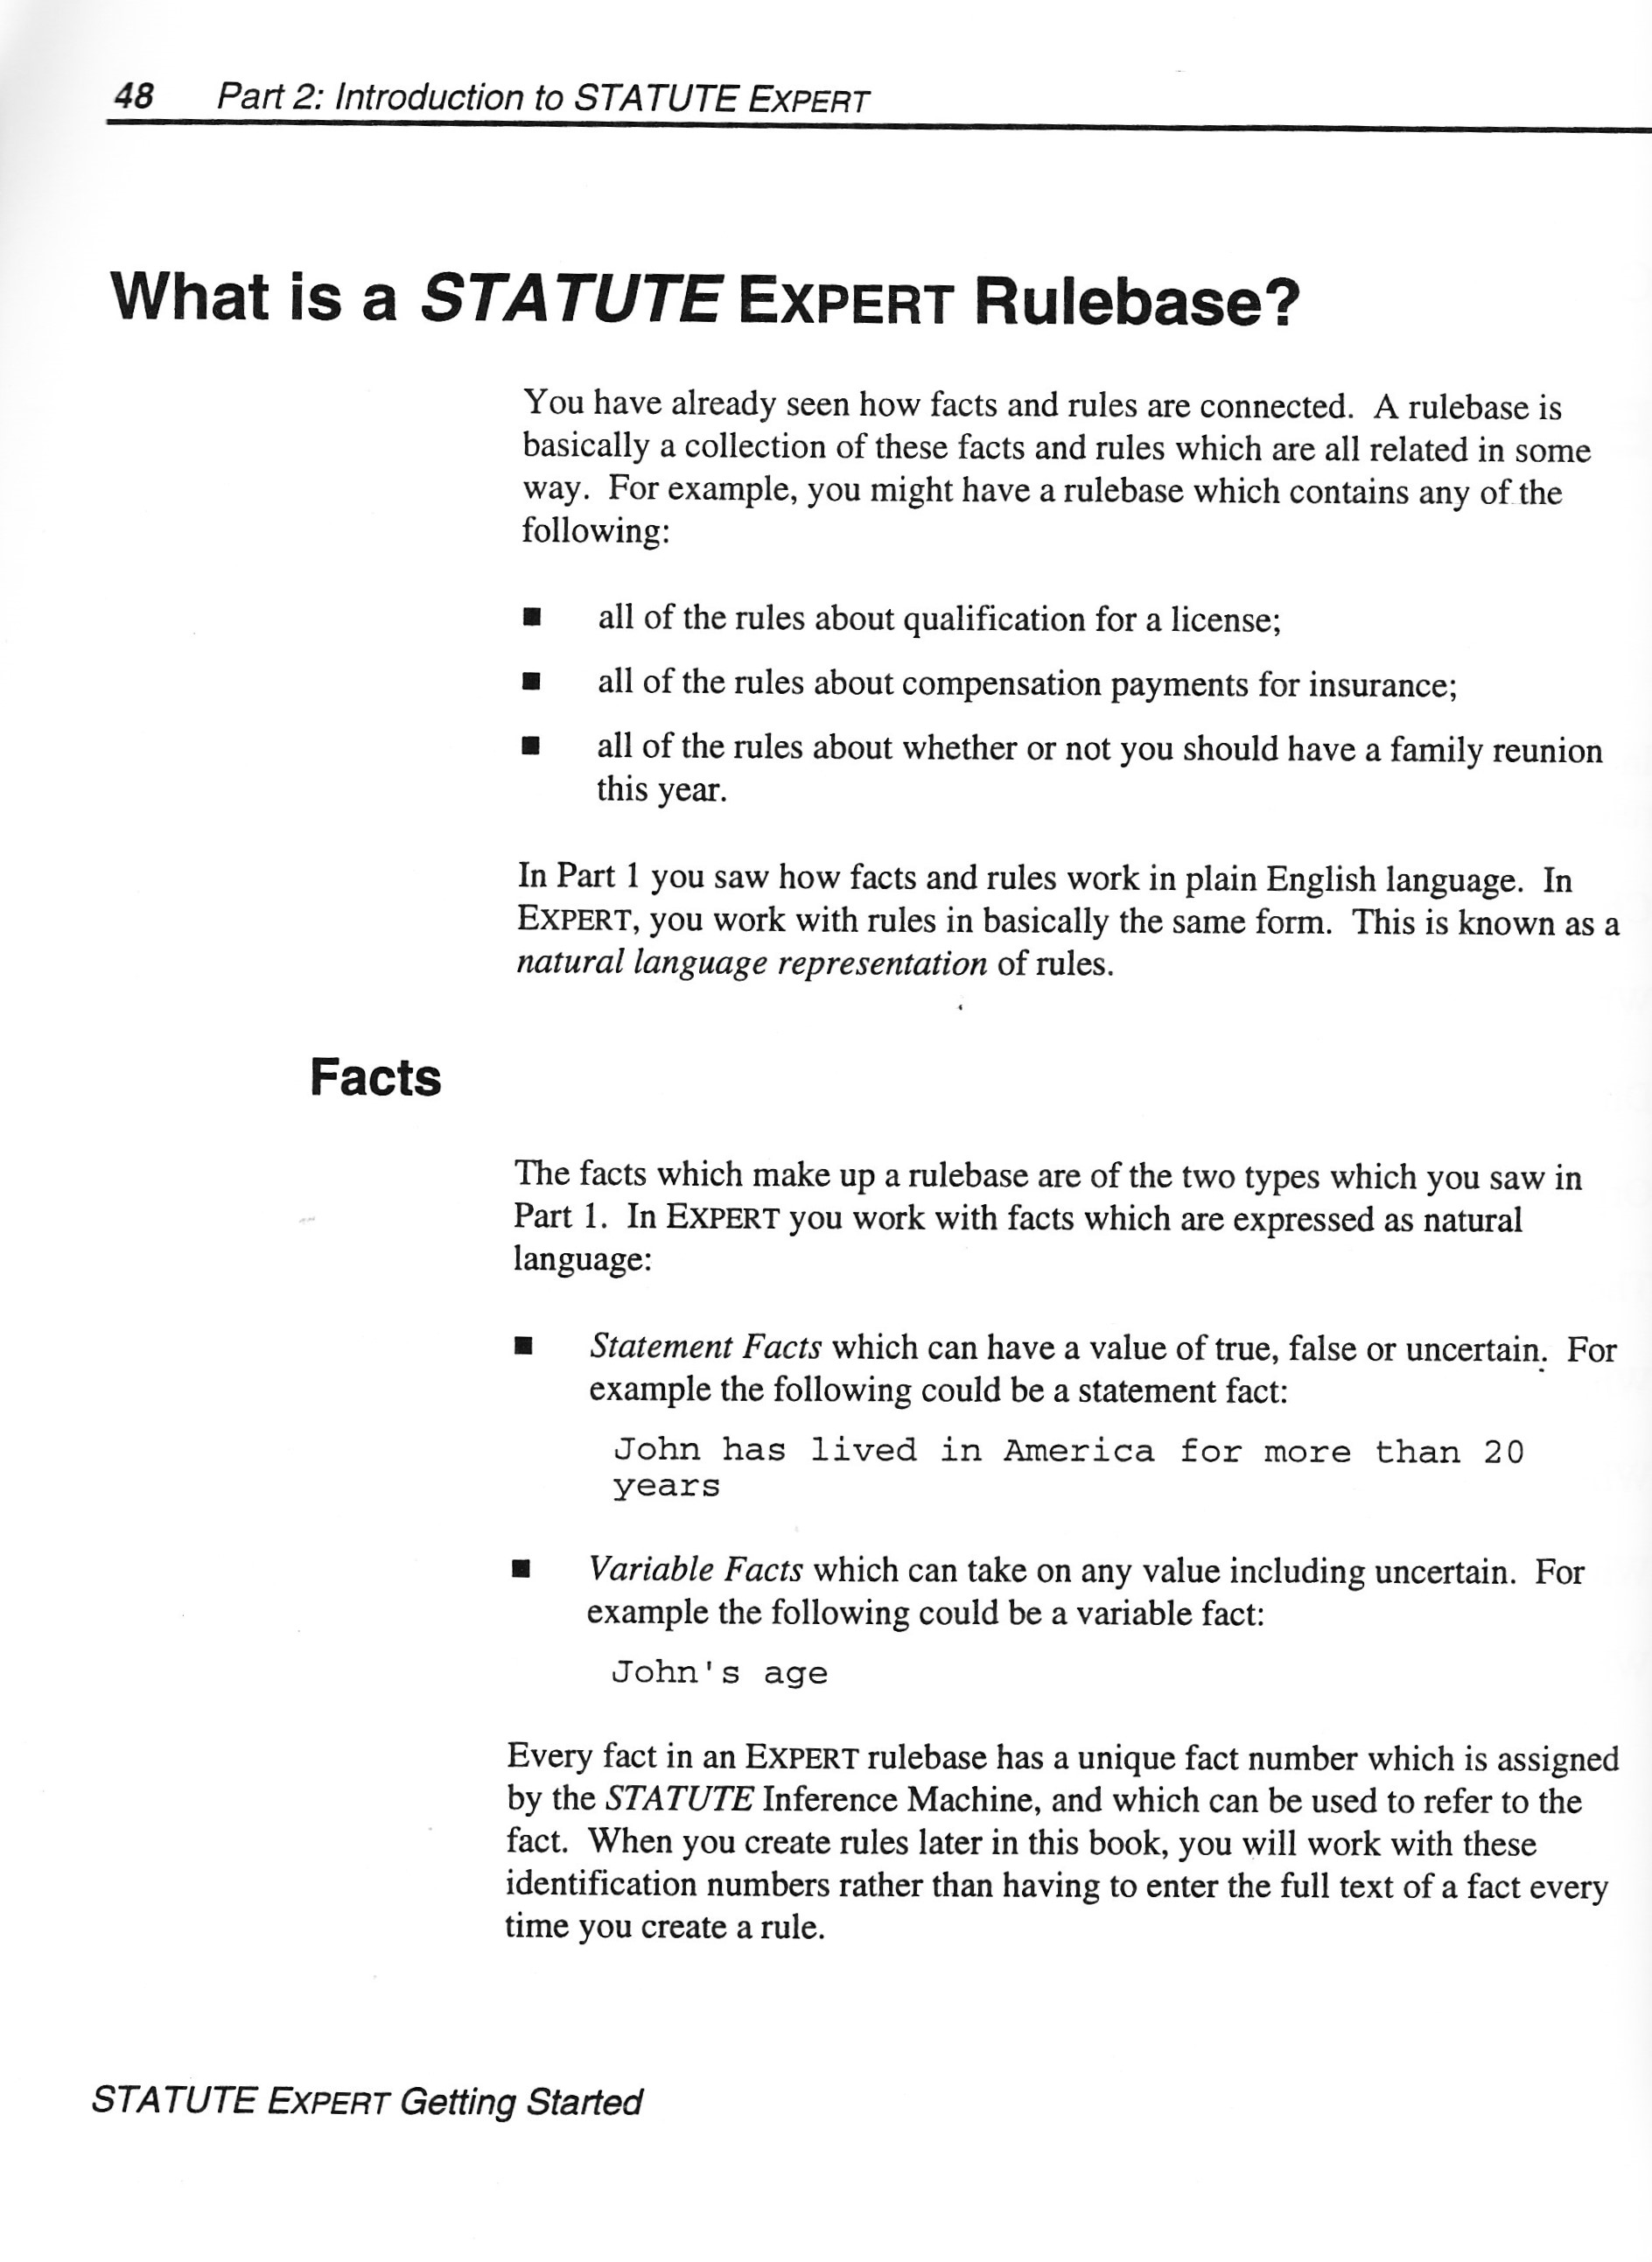 48 Part 2: Introduction to STATUTE EXPERT
What is a STATUTE EXPERT Rulebase?
You have already seen how facts and rules are connected. A rulebase is
basically a collection of these facts and rules which are all related in some
way. For example, you might have a rulebase which contains any of the
following:
■ all of the rules about qualification for a license;
■ all of the rules about compensation payments for insurance;
■ all of the rules about whether or not you should have a family reunion
this year.
In Part 1 you saw how facts and rules work in plain English language. In
EXPERT, you work with rules in basically the same form. This is known as a
natural language representation of rules.
Facts
The facts which make up a rulebase are of the two types which you saw in
Part 1. In EXPERT you work with facts which are expressed as natural
language:
■ Statement Facts which can have a value of true, false or uncertain. For
example the following could be a statement fact:
John has lived in America for more than 20
years
■ Variable Facts which can take on any value including uncertain. For
example the following could be a variable fact:
John's age
Every fact in an EXPERT rulebase has a unique fact number which is assigned
by the STATUTE Inference Machine, and which can be used to refer to the
fact. When you create rules later in this book, you will work with these
identification numbers rather than having to enter the full text of a fact every
time you create a rule.
STATUTE EXPERT Getting Started